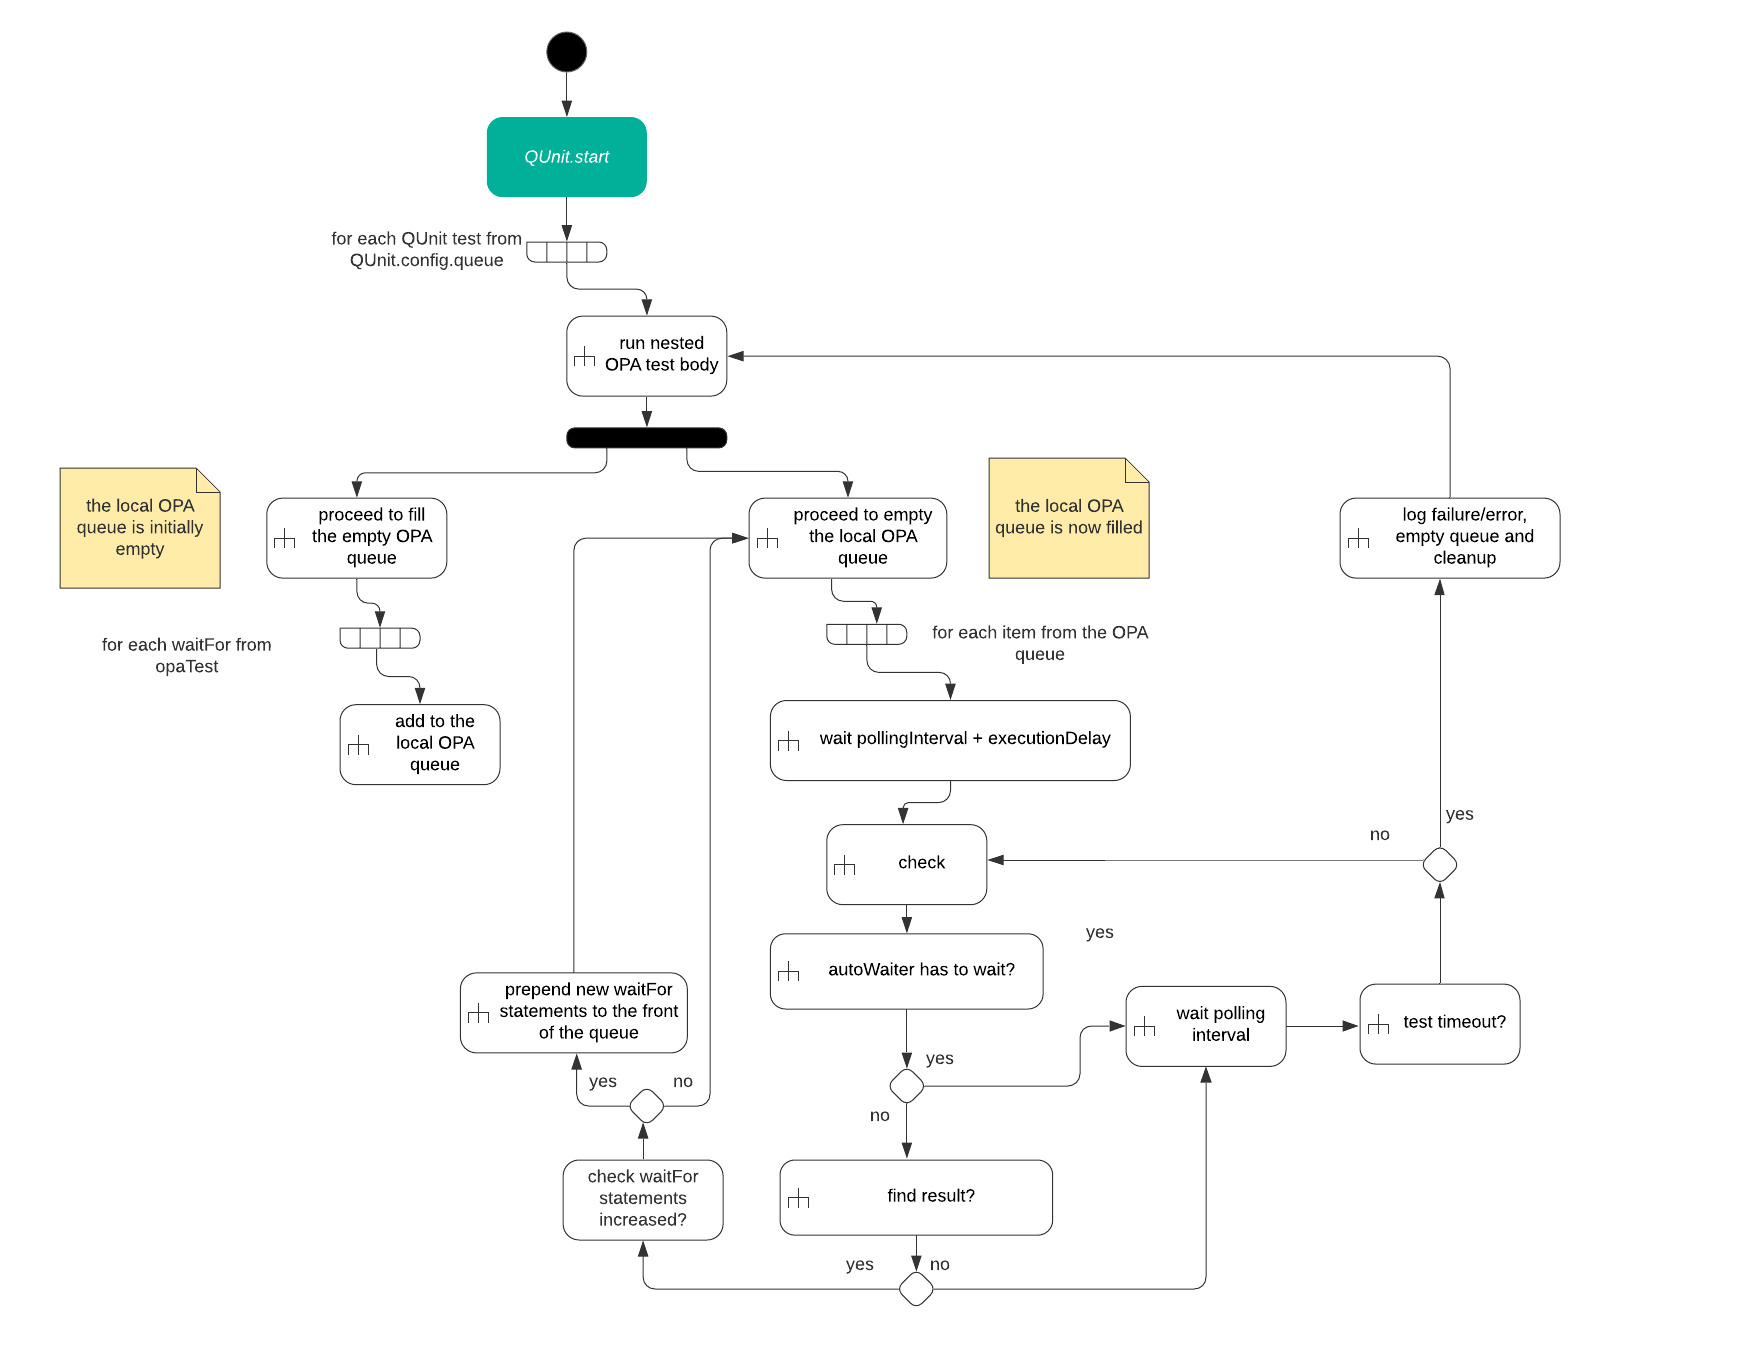 QUnit.start
for each QUnit test from
QUnit.config.queue
run nested
OPA test body
the local OPA
queue is initially
empty
proceed to fill
the empty OPA
queue
proceed to empty
the local OPA
queue
the local OPA
queue is now filled
log failure/error,
empty queue and
cleanup
for each waitFor from
opaTest
for each item from the OPA
queue
add to the
local OPA
queue
wait pollingInterval + executionDelay
yes
no
check
yes
autoWaiter has to wait?
prepend new waitFor
statements to the front
of the queue
wait polling
interval
test timeout?
yes
no
yes
no
check waitFor
statements
increased?
find result?
yes
no